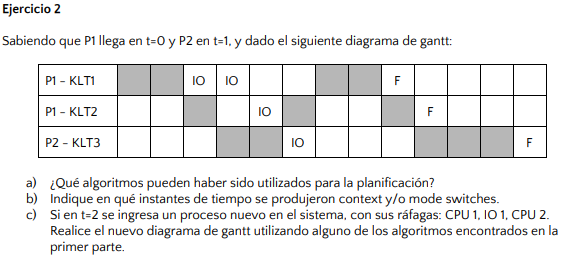 Ejercicio 2
Sabiendo que P1 llega en t=0 y P2 en t=1, y dado el siguiente diagrama de gantt:
P1 - KLT1 IO IO F
P1 - KLT2 IO F
P2 - KLT3 IO F
a) ¿Qué algoritmos pueden haber sido utilizados para la planificación?
b) Indique en qué instantes de tiempo se produjeron context y/o mode switches.
c) Si en t=2 se ingresa un proceso nuevo en el sistema, con sus ráfagas: CPU 1, IO 1, CPU 2.
Realice el nuevo diagrama de gantt utilizando alguno de los algoritmos encontrados en la
primer parte.